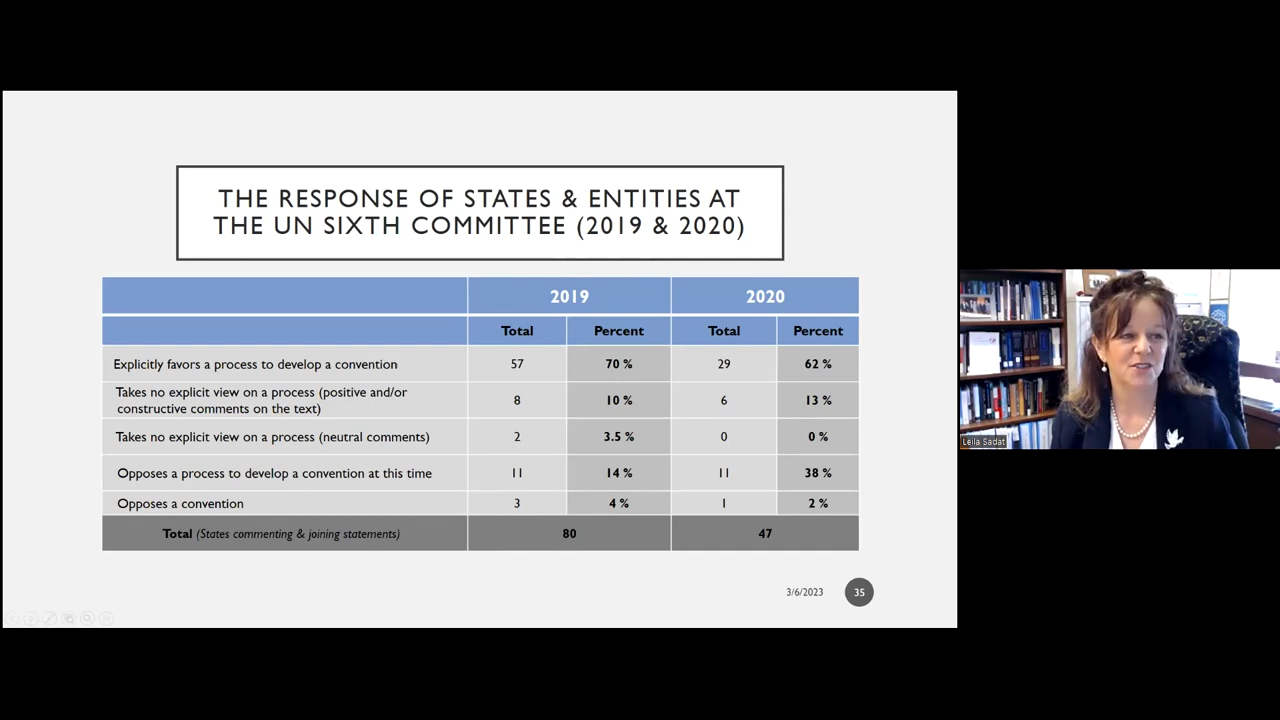 THE RESPONSE OF STATES & ENTITIES AT
THE UN SIXTH COMMITTEE (2019 & 2020)
2019 2020
Total Percent Total Percent
Explicitly favors a process to develop a convention 57 70 % 29 62 %
Takes no explicit view on a process (positive and/or
constructive comments on the text) 8 10 % 6 13 %
Takes no explicit view on a process (neutral comments) 2 3.5 % 0 0 %
Opposes a process to develop a convention at this time 11 14 % 11 38 %
Opposes a convention 3 4 % 1 2 %
Total (States commenting & joining statements) 80 47
3/6/2023 35
Leila Sadat